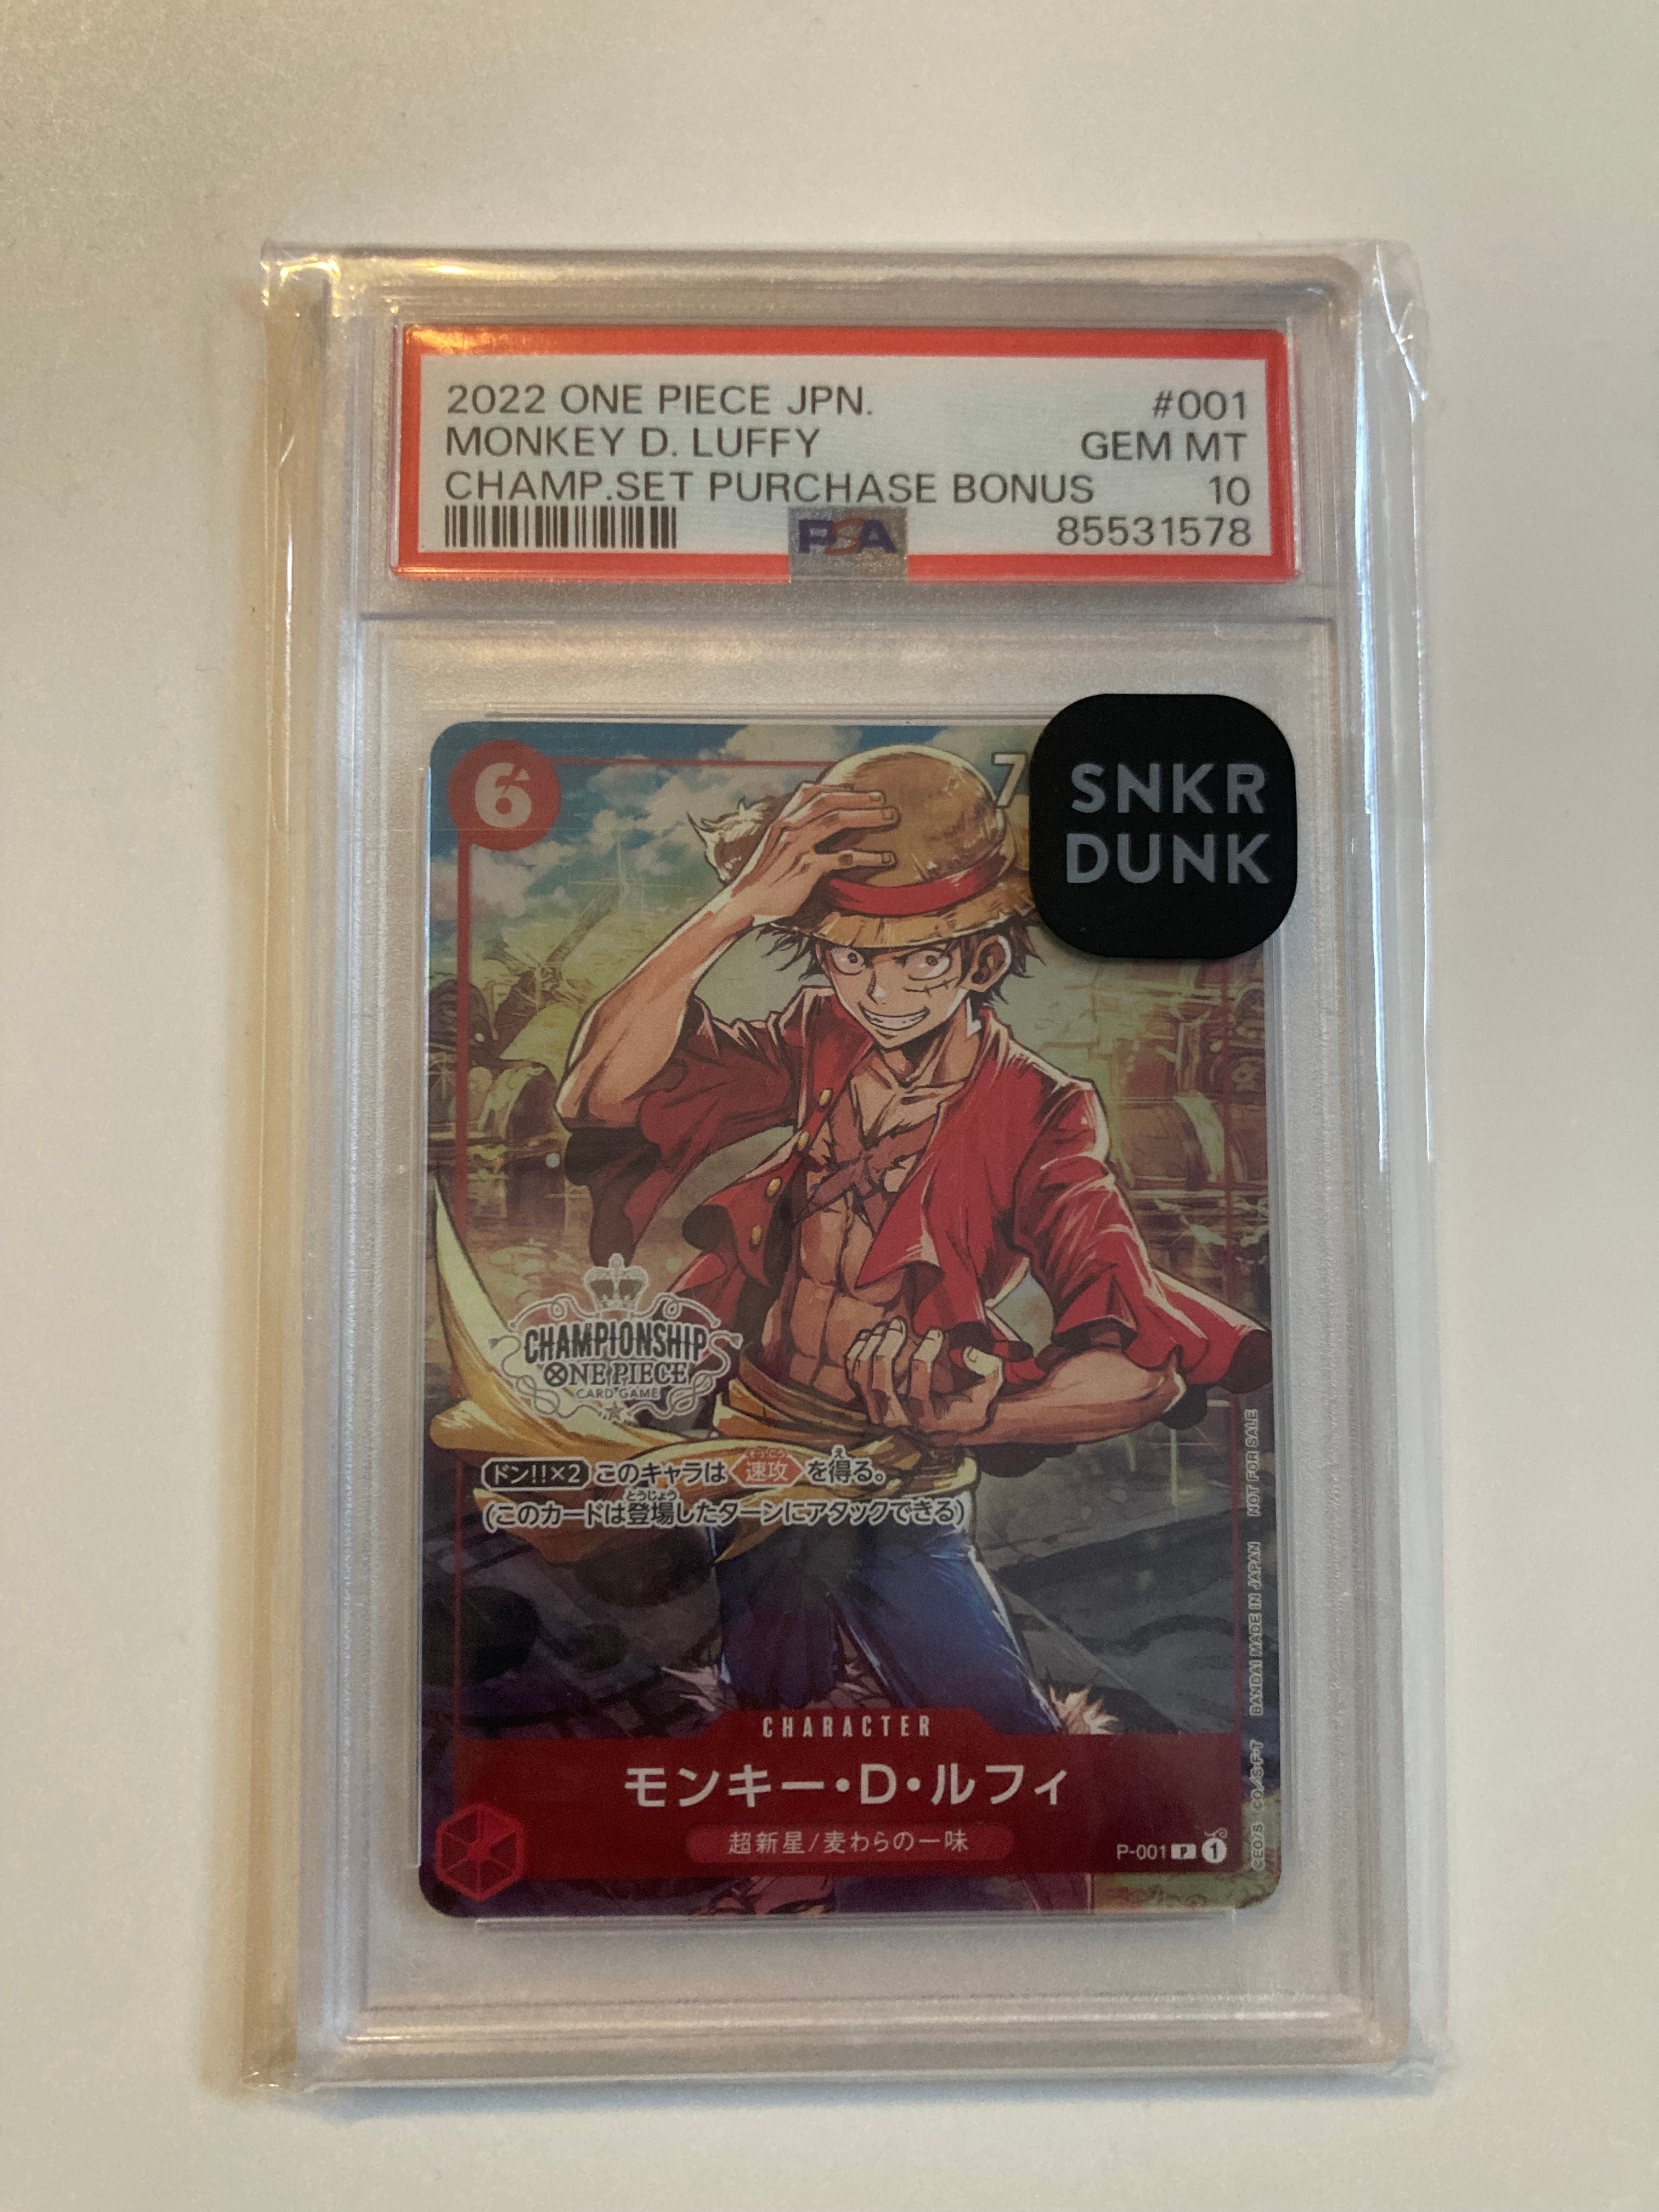 2022 ONE PIECE JPN. #001
MONKEY D. LUFFY GEM MT
CHAMP.SET PURCHASE BONUS 10
PSA 85531578
6
7
SNKR
DUNK
CHAMPIONSHIP
ONE PIECE
CARD GAME
ドン!!×2 このキャラは 速攻 を得る。
(このカードは登場したターンにアタックできる)
CHARACTER
モンキー・D・ルフィ
超新星/麦わらの一味
P-001 P 1
BANDAI MADE IN JAPAN NOT FOR SALE